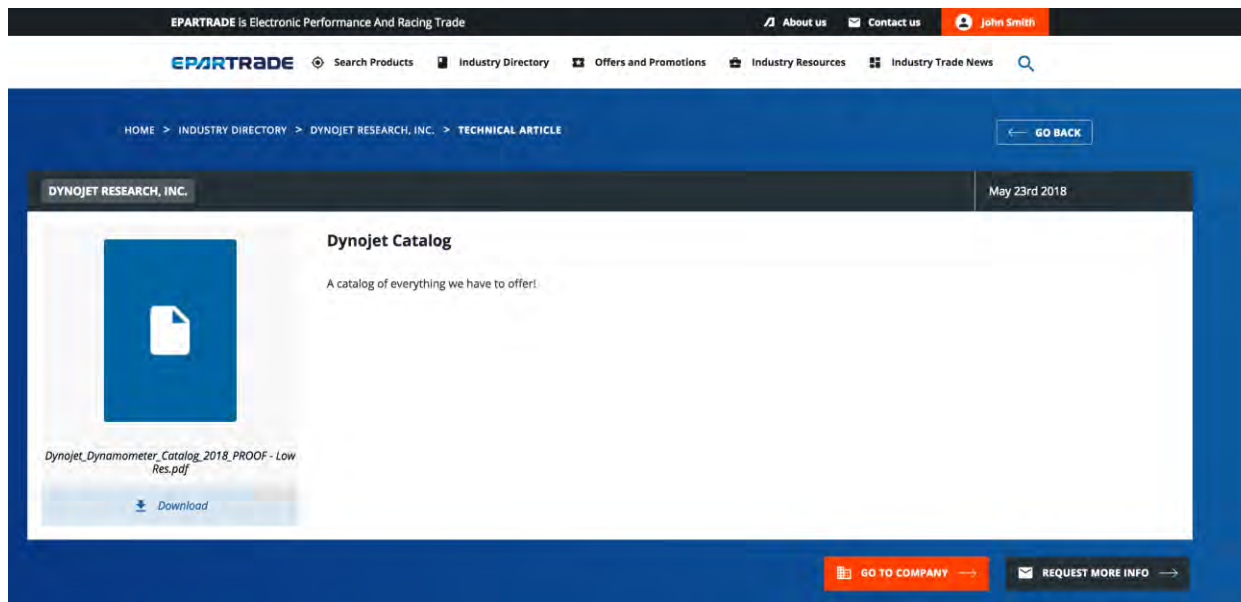 EPARTRADE is Electronic Performance And Racing Trade
About us
Contact us
John Smith
EPARTRADE
Search Products
Industry Directory
Offers and Promotions
Industry Resources
Industry Trade News
HOME > INDUSTRY DIRECTORY > DYNOJET RESEARCH, INC. > TECHNICAL ARTICLE
← GO BACK
DYNOJET RESEARCH, INC.
May 23rd 2018
Dynojet Catalog
A catalog of everything we have to offer!
Dynojet_Dynamometer_Catalog_2018_PROOF - Low
Res.pdf
Download
GO TO COMPANY →
REQUEST MORE INFO →